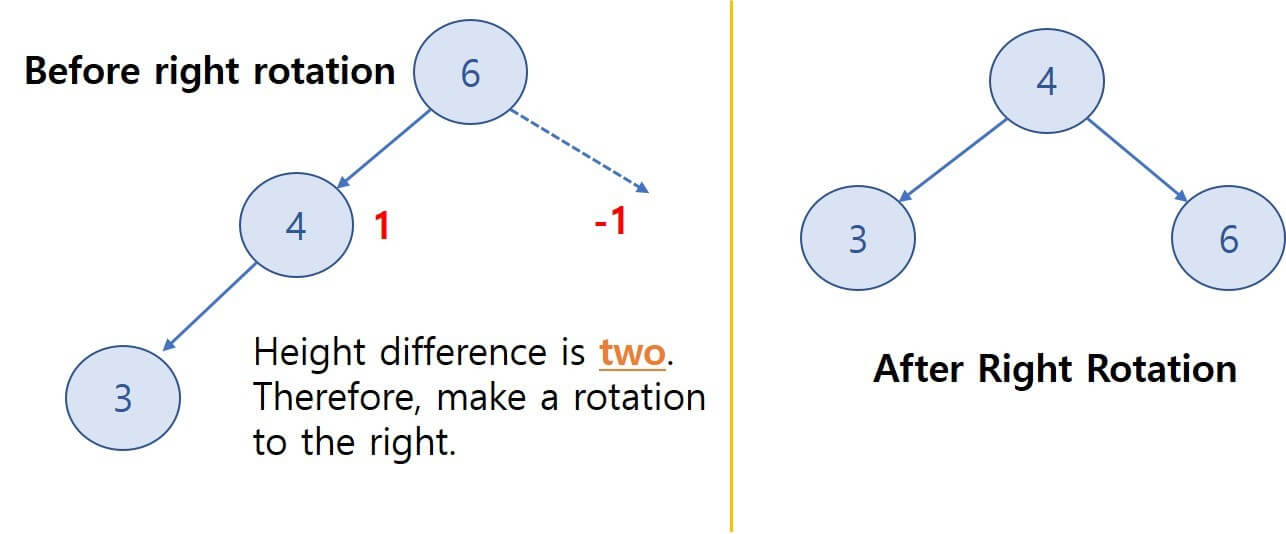 Before right rotation
6
4
1
-1
3
Height difference is two.
Therefore, make a rotation
to the right.
4
3
6
After Right Rotation